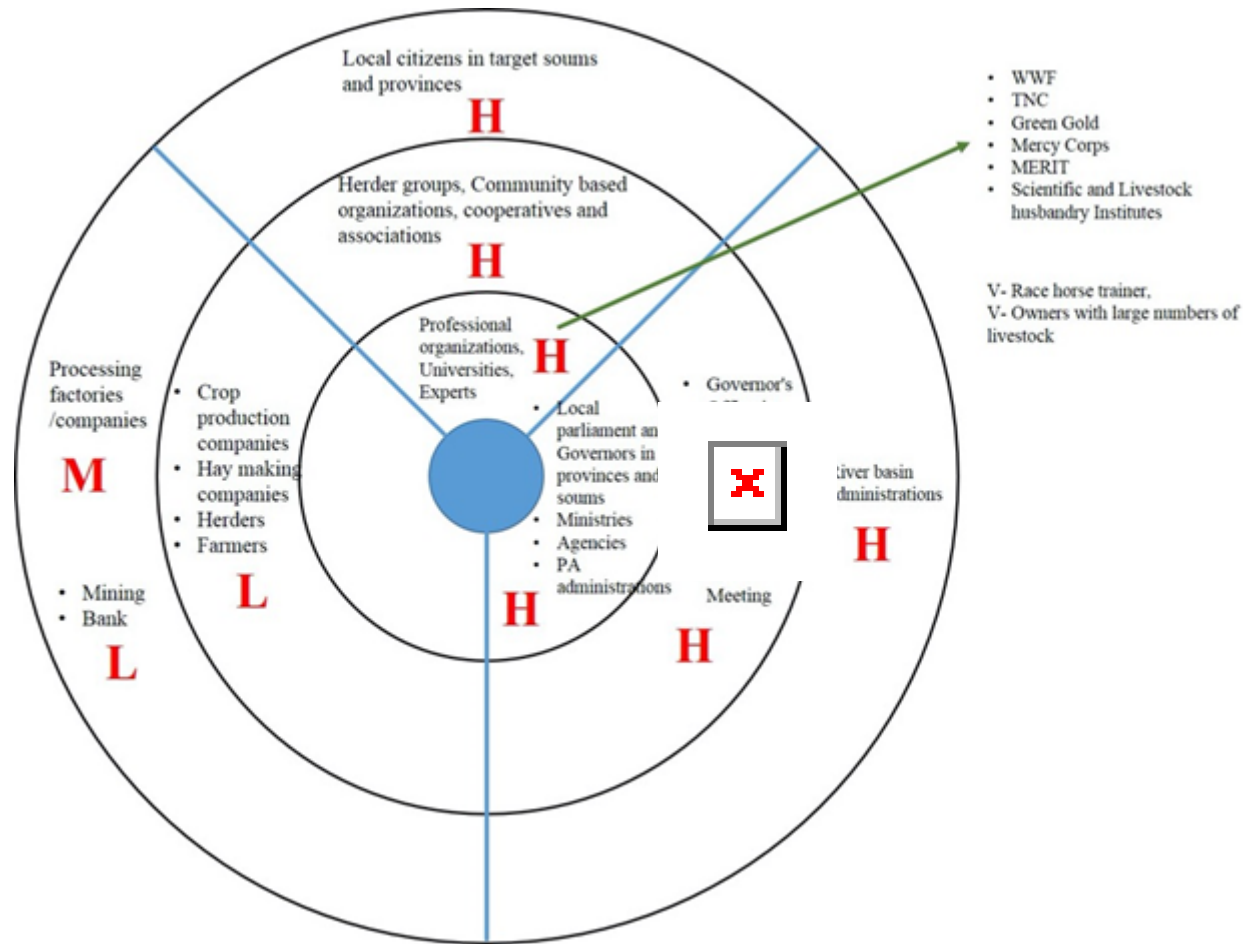 Local citizens in target soums
and provinces
H
Herder groups, Community based
organizations, cooperatives and
associations
H
Professional
organizations,
Universities,
Experts
H
• WWF
• TNC
• Green Gold
• Mercy Corps
• MERIT
• Scientific and Livestock
husbandry Institutes
V- Race horse trainer,
V- Owners with large numbers of
livestock
Processing
factories
/companies
M
• Mining
• Bank
L
• Crop
production
companies
• Hay making
companies
• Herders
• Farmers
L
• Local
parliament
Governors in
provinces and
soums
• Ministries
• Agencies
• PA
administrations
H
• Governor's
Meeting
H
basin
H